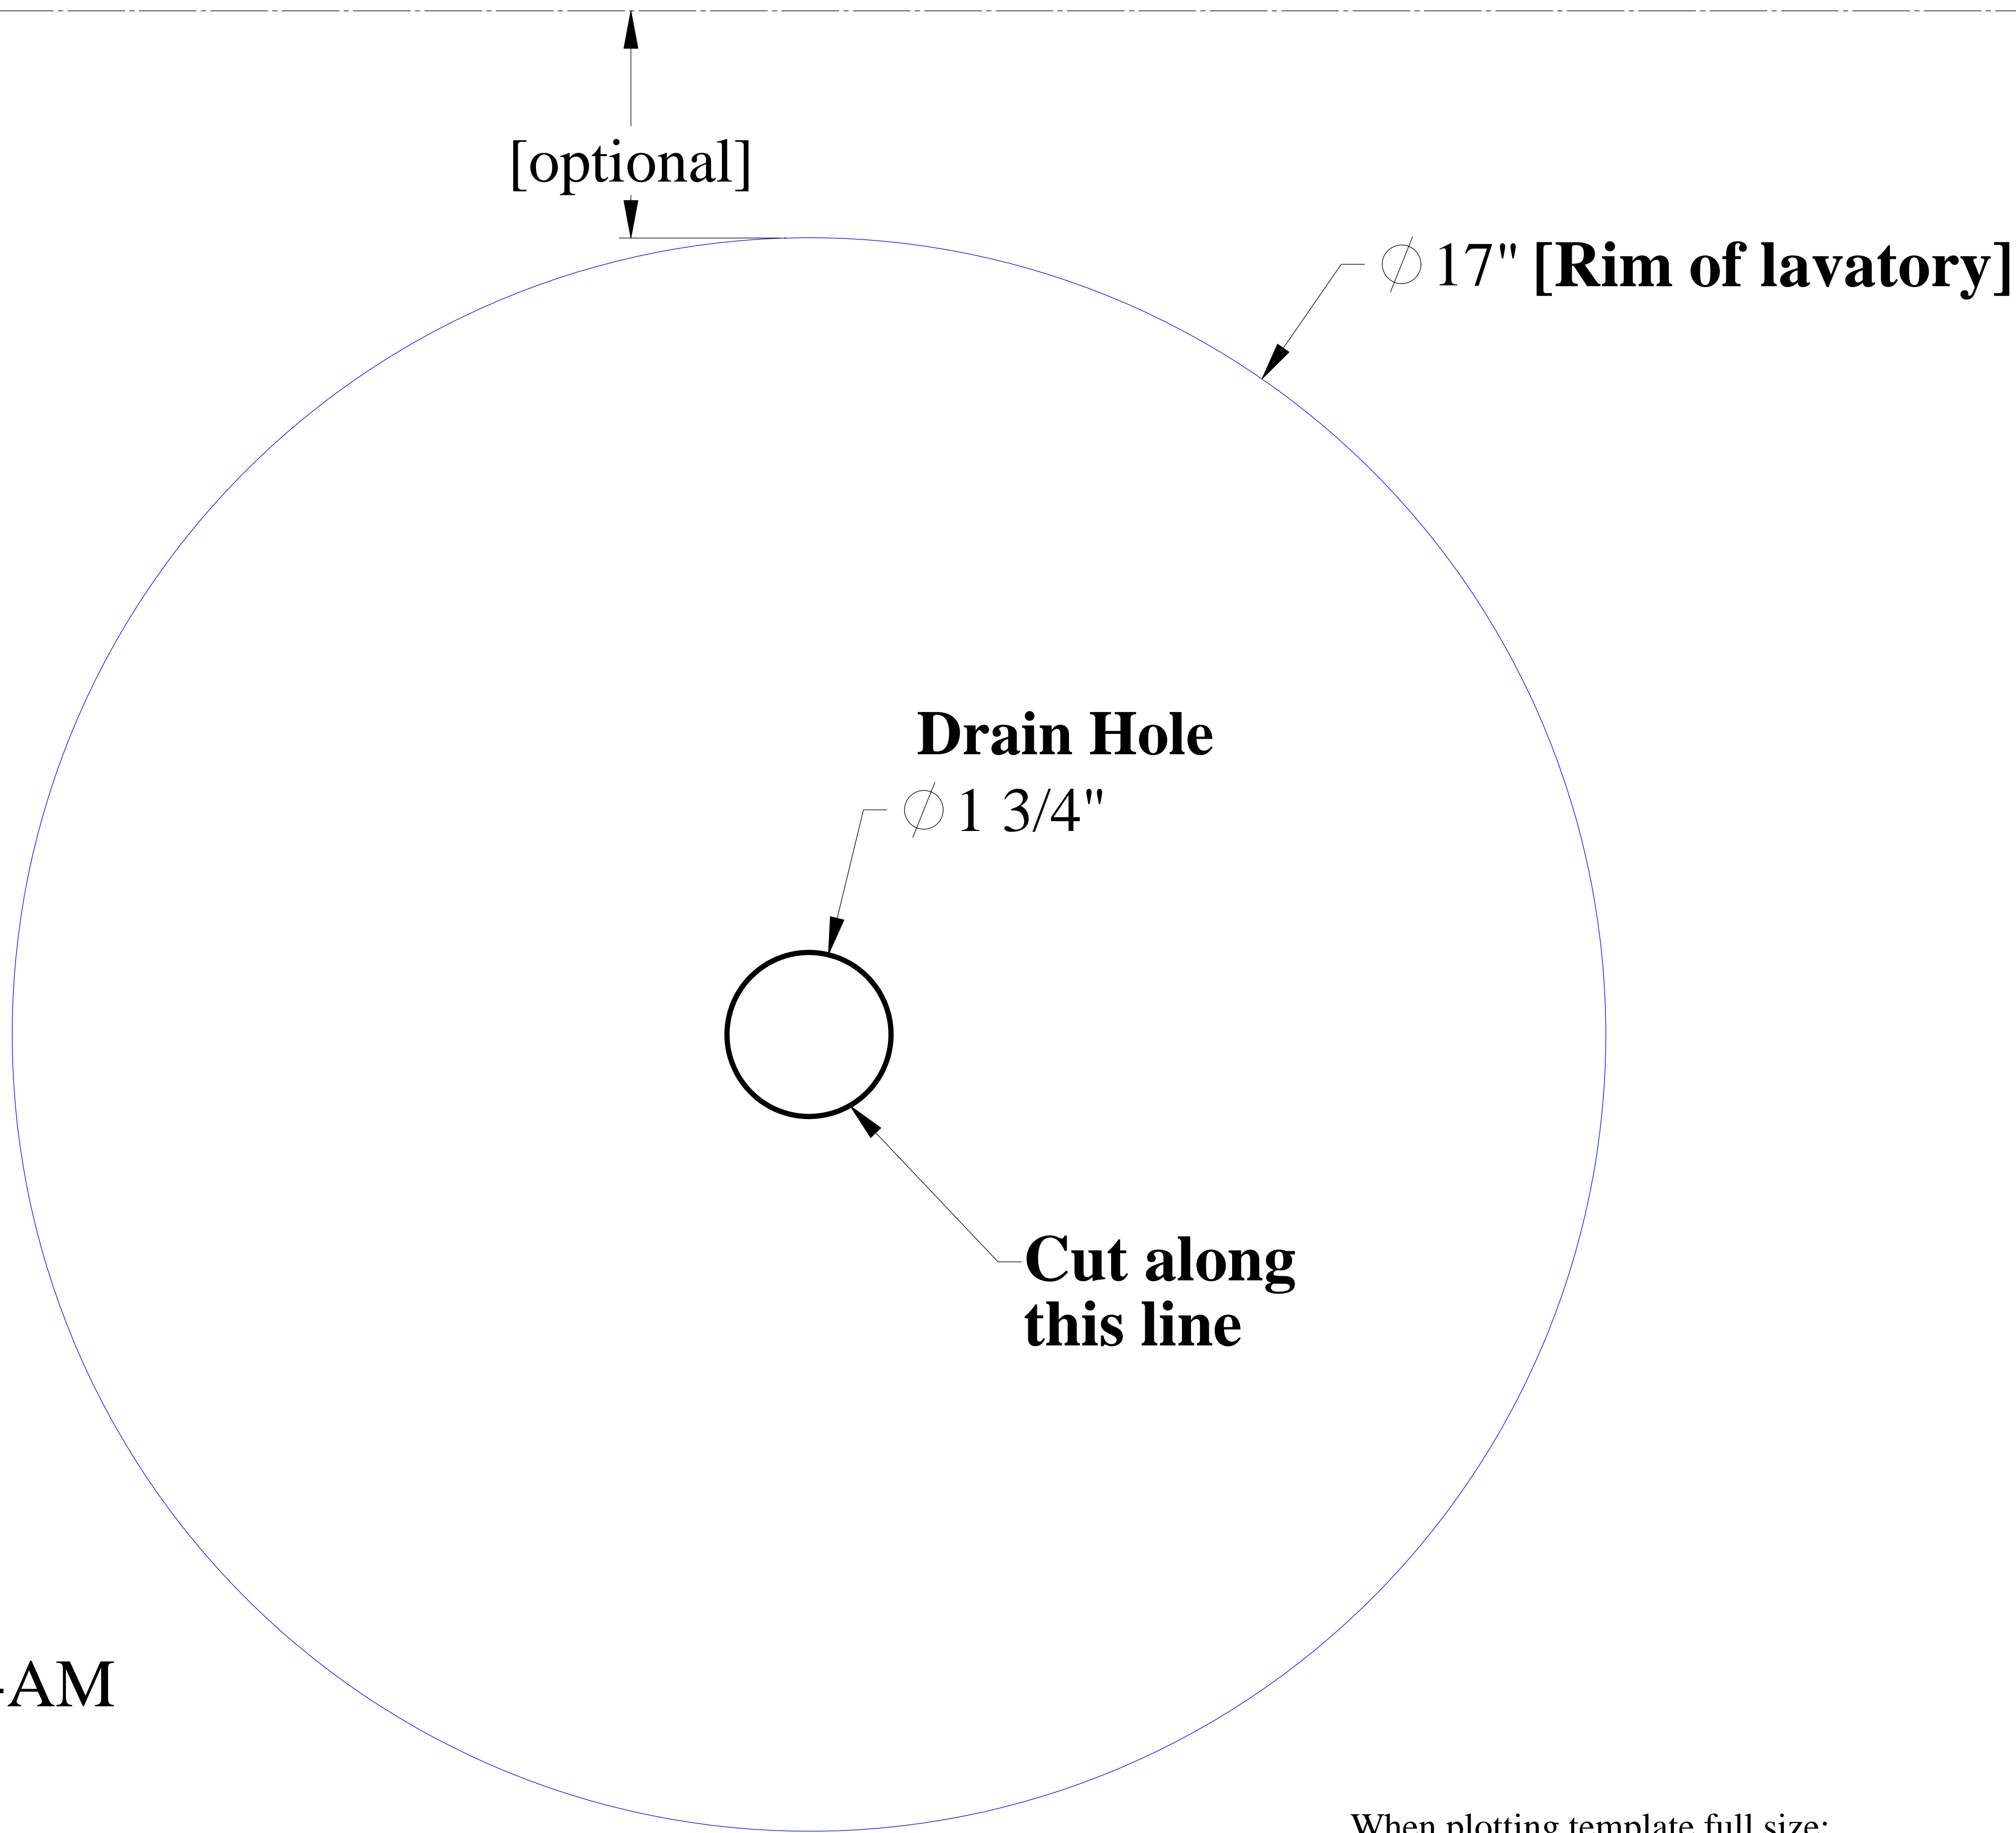 [optional]
∅ 17" [Rim of lavatory]
Drain Hole
∅ 1 3/4"
Cut along
this line
-AM
When plotting template full size: